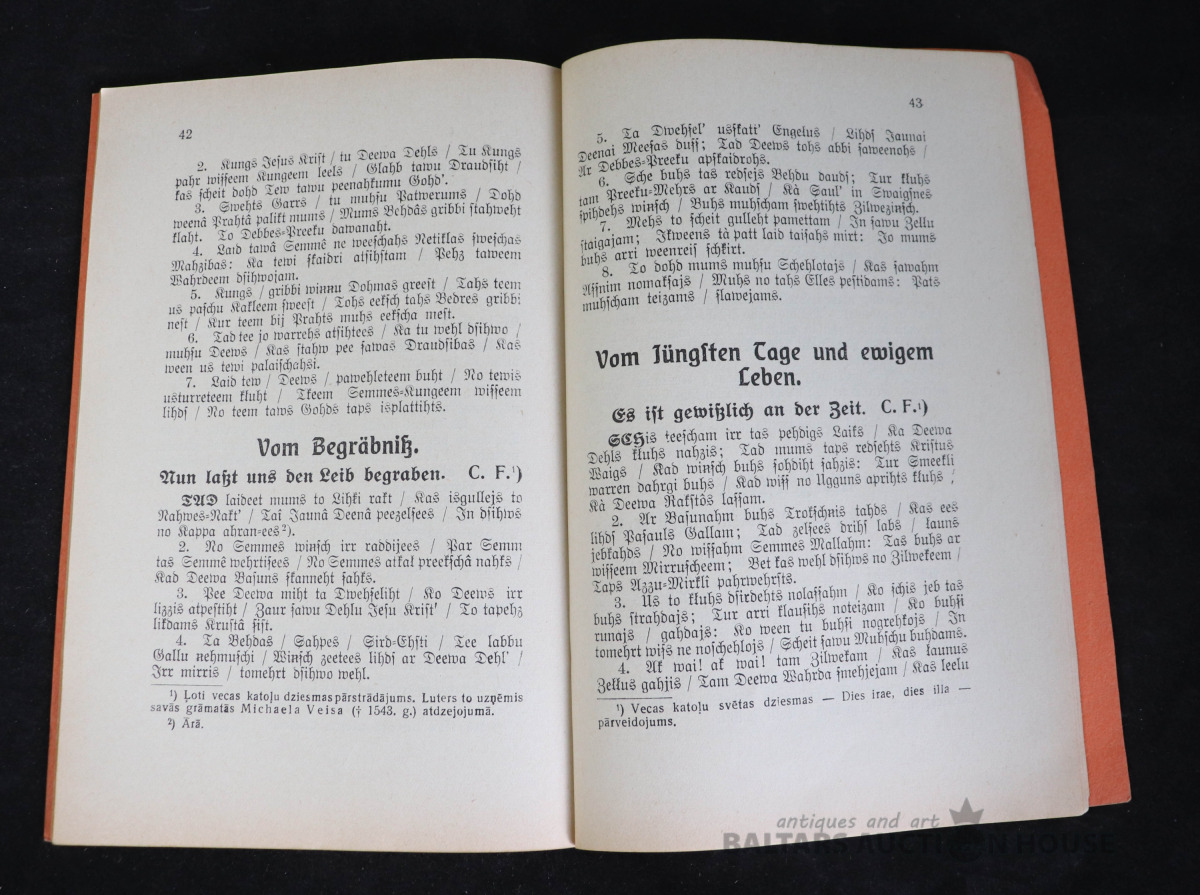 42
2. Kungs Jesus Krist / tu Deewa Dehls / Tu Kungs
pahr wisseem Kungeem leels / Glahb tawu Draudsiht /
kas scheit dohd Tew tawu peenahkumu Gohd'.
3. Swehts Garrs / tu muhsu Patwerums / Dohd
weenâ Prahtâ palikt mums / Mums Behdâs gribbi stahweht
klaht. To Debbes=Preeku dawanaht.
4. Laid tawâ Semmê ne weeschahs Netiklas sweschas
Mahzibas: Ka tewi skaidri atsihstam / Pehz taweem
Wahrdeem dsihwojam.
5. Kungs / gribbi winnu Dohmas greest / Tahs teem
us paschu Kakleem sweest / Tohs eeksch tahs Bedres gribbi
nest / Kur teem bij Prahts muhs eekscha mest.
6. Tad tee jo warrehs atsihtees / Ka tu wehl dsihwo /
muhsu Deews / Kas stahw pee sawas Draudsibas / Kas
ween us tewi palaischahsi.
7. Laid tew / Deews / pawehleteem buht / No tewis
usturreteem kluht / Tkeem Semmes=Kungeem wisseem
lihds / No teem taws Gohds taps isplattihts.
Vom Begräbniß.
Nun laßt uns den Leib begraben. C. F.¹)
TAD laideet mums to Lihki rakt / Kas isgullejs to
Nahwes=Nakt' / Tai Jaunâ Deenâ peezelsees / In dsihws
no Kappa ahran=ees²).
2. No Semmes winsch irr raddijees / Par Semm
tas Semmê wehrtisees / No Semmes atkal preekschâ nahks /
Kad Deewa Basuns skanneht sahks.
3. Pee Deewa miht ta Dwehseliht / Ko Deews irr
lizzis atpestiht / Zaur sawu Dehlu Jesu Krist' / To tapehz
likdams Krustâ sist.
4. Ta Behdas / Sahpes / Sird=Ehsti / Tee labbu
Gallu nehmuschi / Winsch zeetees lihds ar Deewa Dehl' /
Irr mirris / tomehrt dsihwo wehl.
¹) Ļoti vecas katoļu dziesmas pārstrādājums. Luters to uzņēmis
savās grāmatās Michaela Veisa († 1543. g.) atdzejojumā.
²) Ārā.
43
5. Ta Dwehsel' usskati' Engelus / Lihds Jaunai
Deenai Meesas duss; Tad Deews tohs abbi saweenohs /
Ar Debbes=Preeku apskaidrohs.
6. Sche buhs tas redsejs Behdu daudz; Tur kluhs
tam Preeku=Mehrs ar Kauds / Kà Saul' in Swaigsnes
spihdehs winsch / Buhs muhscham swehtihts Zilwezinsch.
7. Mehs to scheit gulleht pamettam / In sawu Zellu
staigajam; Ikweens tà patt laid taisahs mirt: Jo mums
buhs arri weenreis schkirt.
8. To dohd mums muhsu Schehlotajs / Kas sawahm
Assnim nomaksajs / Muhs no tahs Elles pestidams: Pats
muhscham teizams / slawejams.
Vom Jüngsten Tage und ewigem
Leben.
Es ist gewißlich an der Zeit. C. F.¹)
SCHis teescham irr tas pehdigs Laiks / Ka Deewa
Dehls kluhs nahzis; Tad mums taps redsehts Kristus
Waigs / Kad winsch buhs sohdiht sahzis: Tur Smeekli
warren dahrgi buhs / Kad wiss no Ugguns aprihts kluhs /
Kà Deewa Rakstôs lassam.
2. Ar Basunahm buhs Trokschnis tahds / Kas ees
lihds Pasauls Gallam; Tad zelsees drihs labs / launs
jebkahds / No wissahm Semmes Mallahm: Tas buhs ar
wisseem Mirruscheem; Bet kas wehl dsihws no Zilwekeem /
Taps Azzu=Mirklî pahrwehrsts.
3. Us to kluhs dsirdehts nolassam / Ko schis jeb tas
buhs strahdajs; Tur arri klausihs noteizam / Ko buhsi
runajs / gahdajs: Ko ween tu buhsi nogrehkojs / In
tomehrt wiss ne noschehlojs / Scheit sawu Muhschu buhdams.
4. Ak wai! ak wai! tam Zilwekam / Kas launus
Zekkus gahjis / Tam Deewa Wahrda smehjejam / Kas leelu
¹) Vecas katoļu svētas dziesmas — Dies irae, dies illa —
pārveidojums.
antiques and art
BALTARS AUCTION HOUSE